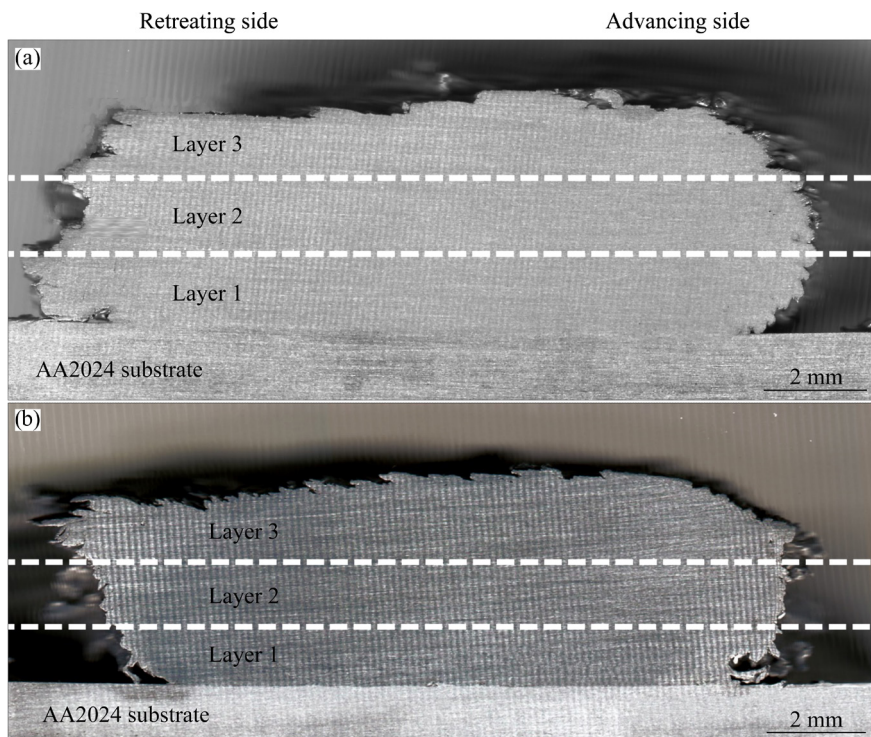 Retreating side
Advancing side
(a)
Layer 3
Layer 2
Layer 1
AA2024 substrate
2 mm
(b)
Layer 3
Layer 2
Layer 1
AA2024 substrate
2 mm